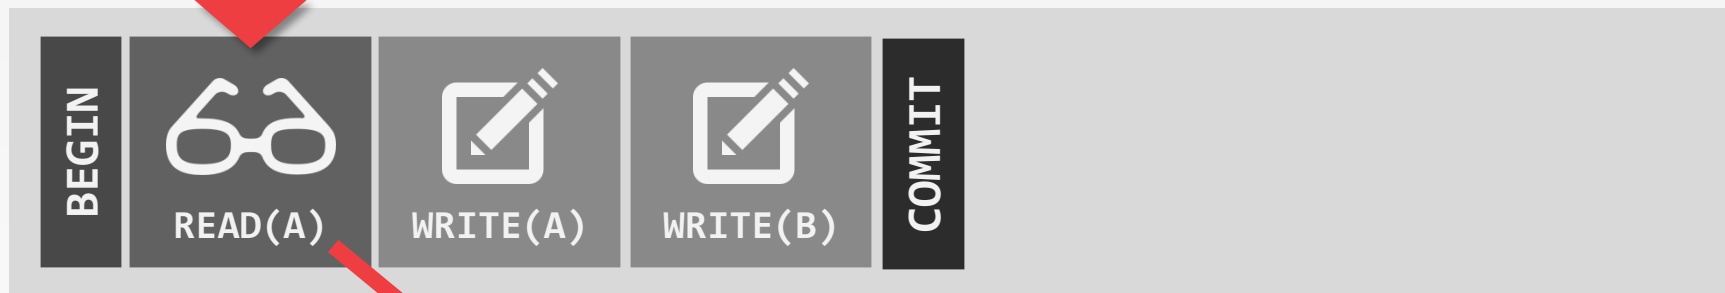 BEGIN
READ(A)
WRITE(A)
WRITE(B)
COMMIT